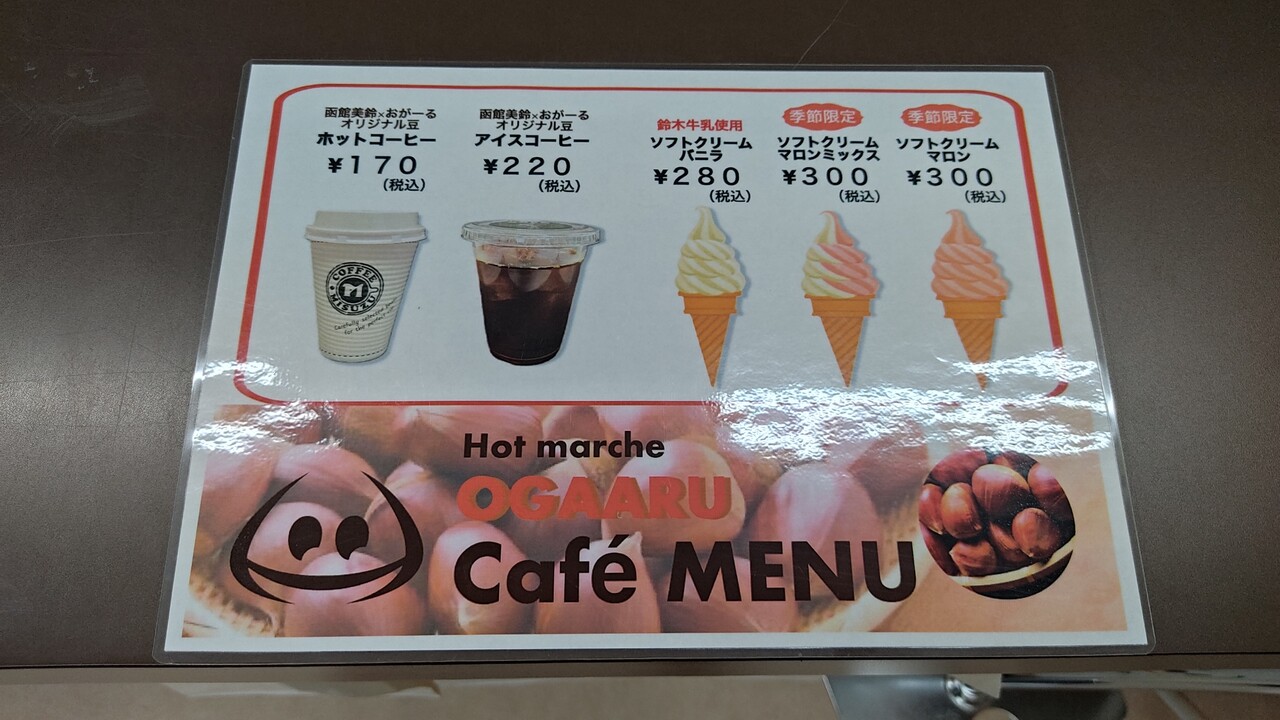 函館美鈴×おがーる
オリジナル豆
ホットコーヒー
¥170
(税込)
函館美鈴×おがーる
オリジナル豆
アイスコーヒー
¥220
(税込)
鈴木牛乳使用
ソフトクリーム
バニラ
¥280
(税込)
季節限定
ソフトクリーム
マロンミックス
¥300
(税込)
季節限定
ソフトクリーム
マロン
¥300
(税込)
COFFEE
MISUZU
Carefully selected
for the perfect
Hot marche
OGAARU
Café MENU